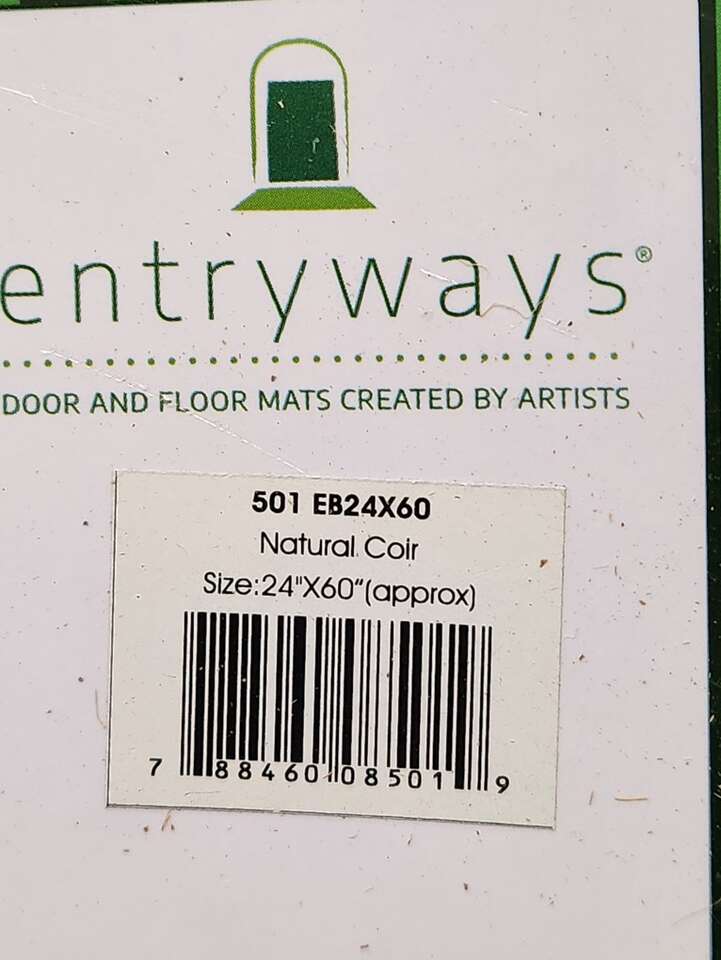 entryways®
DOOR AND FLOOR MATS CREATED BY ARTISTS
501 EB24X60
Natural Coir
Size:24"X60"(approx)
7 88460 08501 9